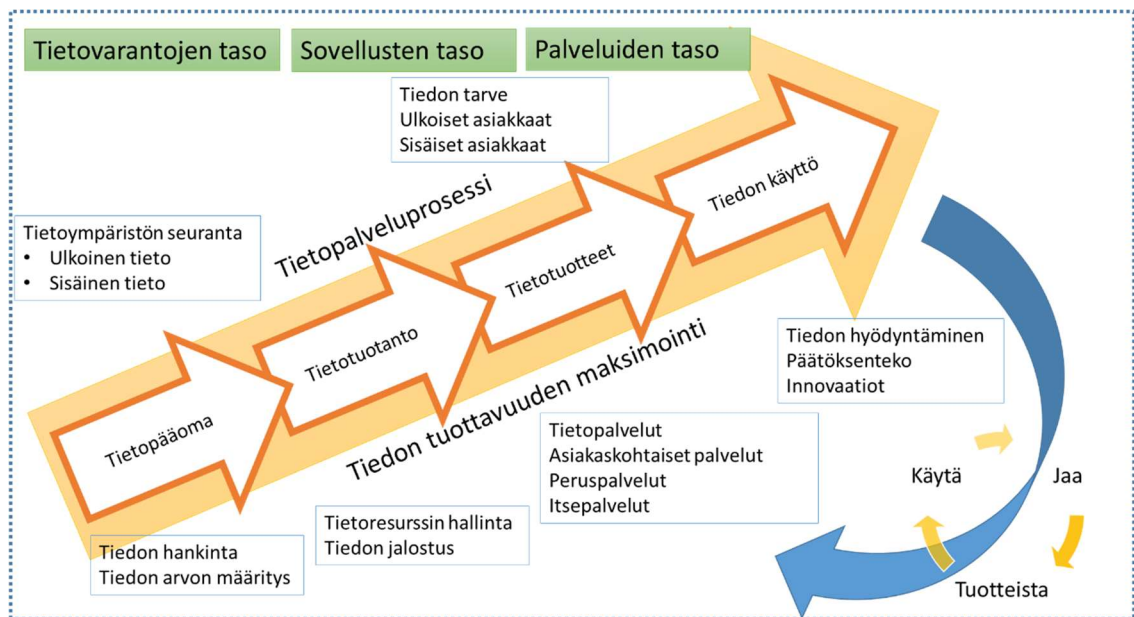 Tietovarantojen taso
Sovellusten taso
Palveluiden taso
Tiedon tarve
Ulkoiset asiakkaat
Sisäiset asiakkaat
Tietoympäristön seuranta
• Ulkoinen tieto
• Sisäinen tieto
Tietopalveluprosessi
Tietopääoma
Tietotuotanto
Tietotuotteet
Tiedon käyttö
Tiedon tuottavuuden maksimointi
Tiedon hyödyntäminen
Päätöksenteko
Innovaatiot
Tietopalvelut
Asiakaskohtaiset palvelut
Peruspalvelut
Itsepalvelut
Tietoresurssin hallinta
Tiedon jalostus
Tiedon hankinta
Tiedon arvon määritys
Käytä
Jaa
Tuotteista